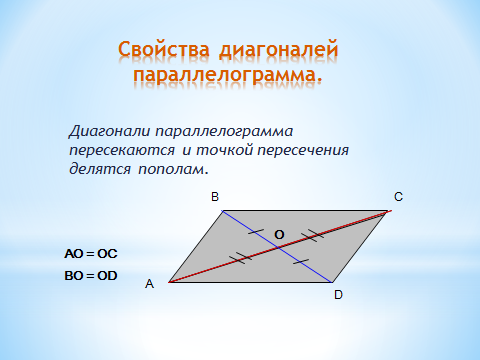 Свойства диагоналей
параллелограмма.
Диагонали параллелограмма
пересекаются и точкой пересечения
делятся пополам.
B
C
O
AO = OC
BO = OD
A
D